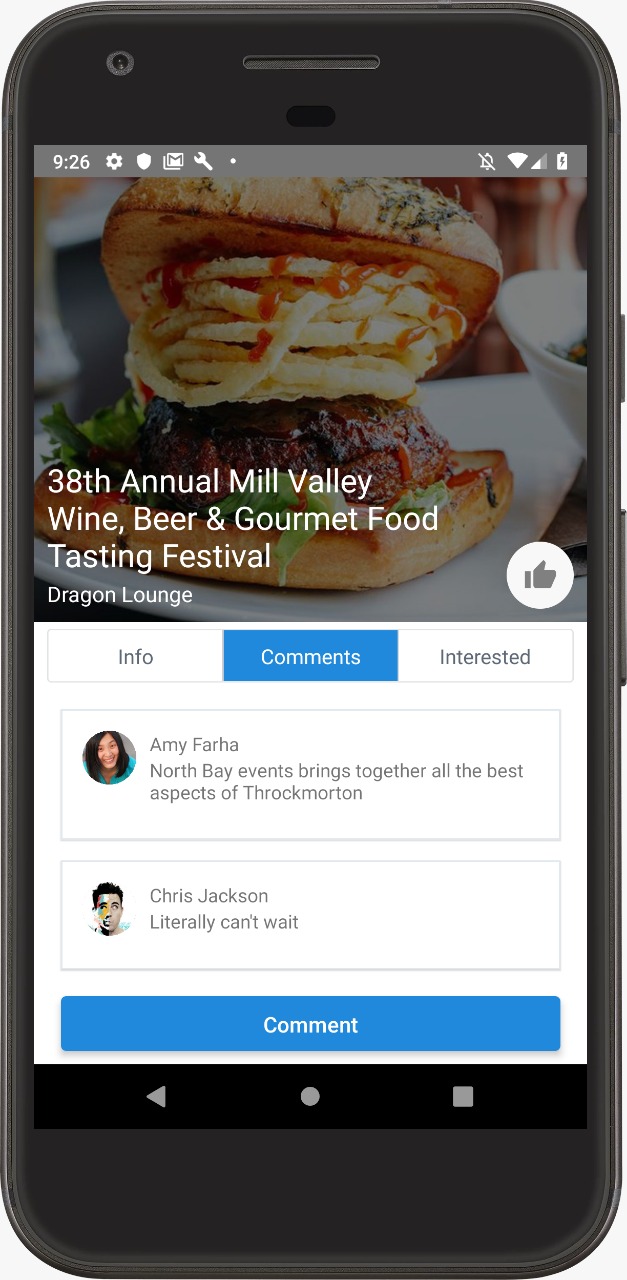 9:26
38th Annual Mill Valley
Wine, Beer & Gourmet Food
Tasting Festival
Dragon Lounge
Info
Comments
Interested
Amy Farha
North Bay events brings together all the best
aspects of Throckmorton
Chris Jackson
Literally can't wait
Comment